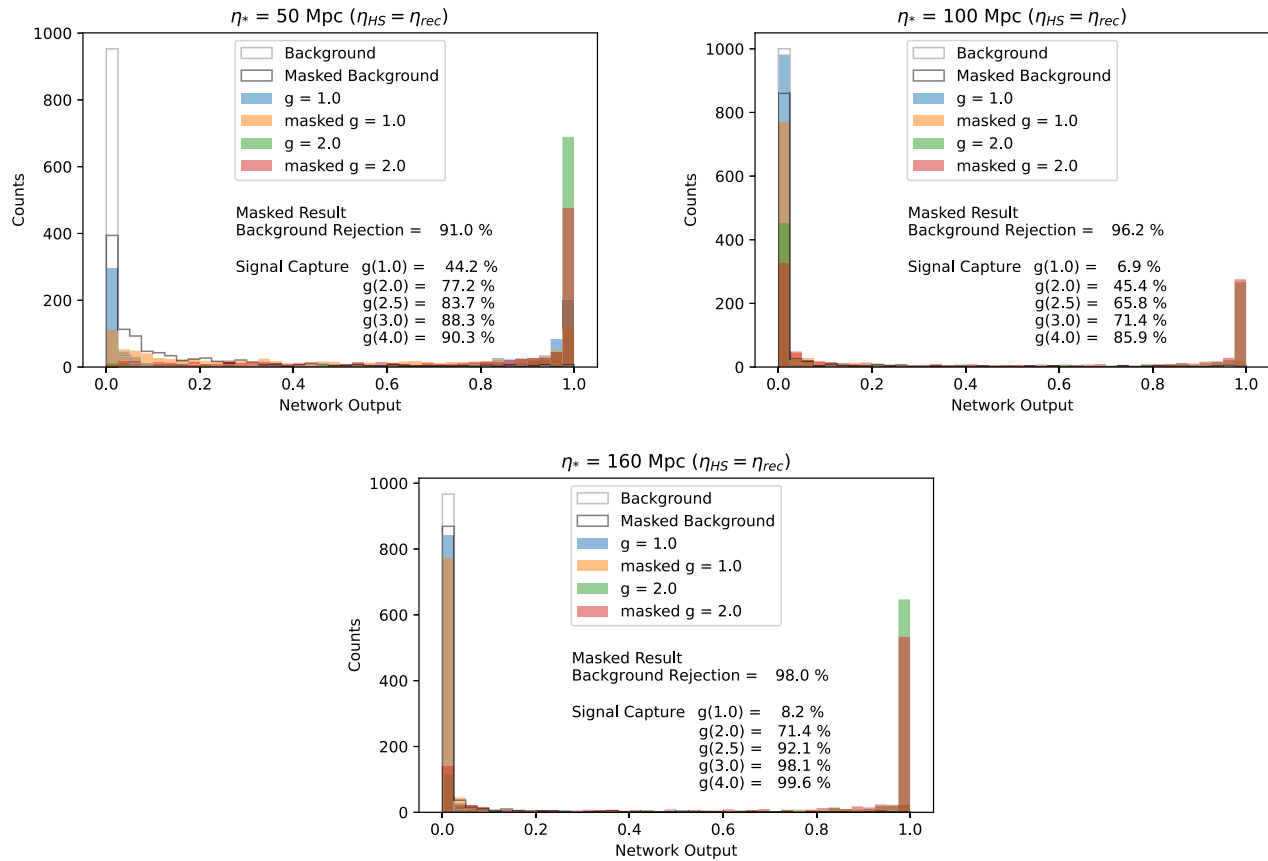 η* = 50 Mpc (ηHS = ηrec)
1000
800
600
400
200
0
Counts
Background
Masked Background
g = 1.0
masked g = 1.0
g = 2.0
masked g = 2.0
Masked Result
Background Rejection = 91.0 %
Signal Capture g(1.0) = 44.2 %
g(2.0) = 77.2 %
g(2.5) = 83.7 %
g(3.0) = 88.3 %
g(4.0) = 90.3 %
0.0 0.2 0.4 0.6 0.8 1.0
Network Output
η* = 100 Mpc (ηHS = ηrec)
1000
800
600
400
200
0
Counts
Background
Masked Background
g = 1.0
masked g = 1.0
g = 2.0
masked g = 2.0
Masked Result
Background Rejection = 96.2 %
Signal Capture g(1.0) = 6.9 %
g(2.0) = 45.4 %
g(2.5) = 65.8 %
g(3.0) = 71.4 %
g(4.0) = 85.9 %
0.0 0.2 0.4 0.6 0.8 1.0
Network Output
η* = 160 Mpc (ηHS = ηrec)
1000
800
600
400
200
0
Counts
Background
Masked Background
g = 1.0
masked g = 1.0
g = 2.0
masked g = 2.0
Masked Result
Background Rejection = 98.0 %
Signal Capture g(1.0) = 8.2 %
g(2.0) = 71.4 %
g(2.5) = 92.1 %
g(3.0) = 98.1 %
g(4.0) = 99.6 %
0.0 0.2 0.4 0.6 0.8 1.0
Network Output